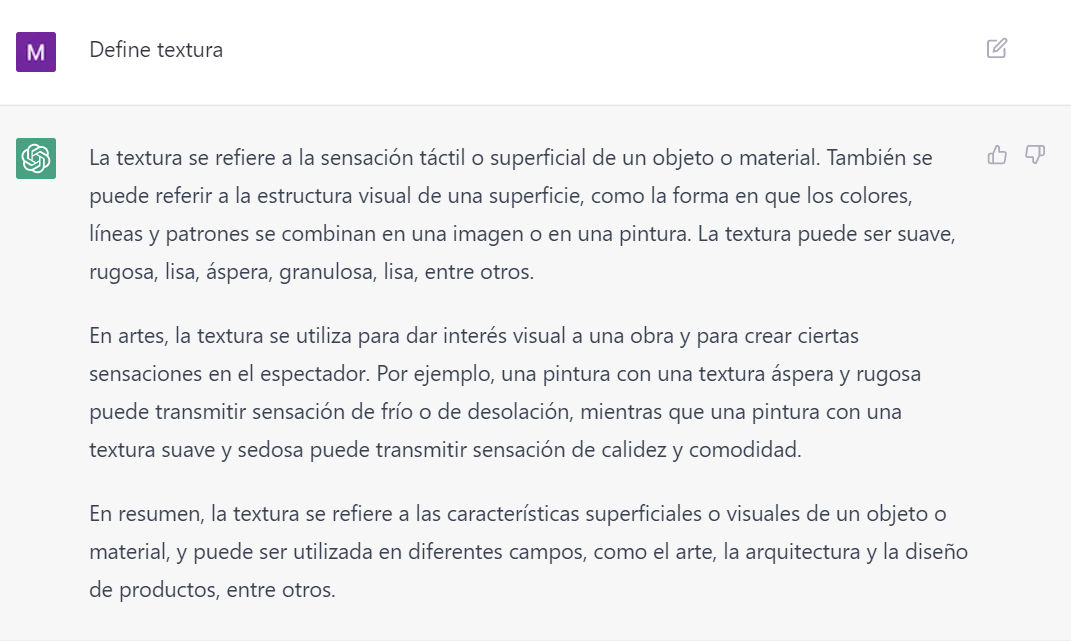 M
Define textura
La textura se refiere a la sensación táctil o superficial de un objeto o material. También se
puede referir a la estructura visual de una superficie, como la forma en que los colores,
líneas y patrones se combinan en una imagen o en una pintura. La textura puede ser suave,
rugosa, lisa, áspera, granulosa, lisa, entre otros.
En artes, la textura se utiliza para dar interés visual a una obra y para crear ciertas
sensaciones en el espectador. Por ejemplo, una pintura con una textura áspera y rugosa
puede transmitir sensación de frío o de desolación, mientras que una pintura con una
textura suave y sedosa puede transmitir sensación de calidez y comodidad.
En resumen, la textura se refiere a las características superficiales o visuales de un objeto o
material, y puede ser utilizada en diferentes campos, como el arte, la arquitectura y la diseño
de productos, entre otros.